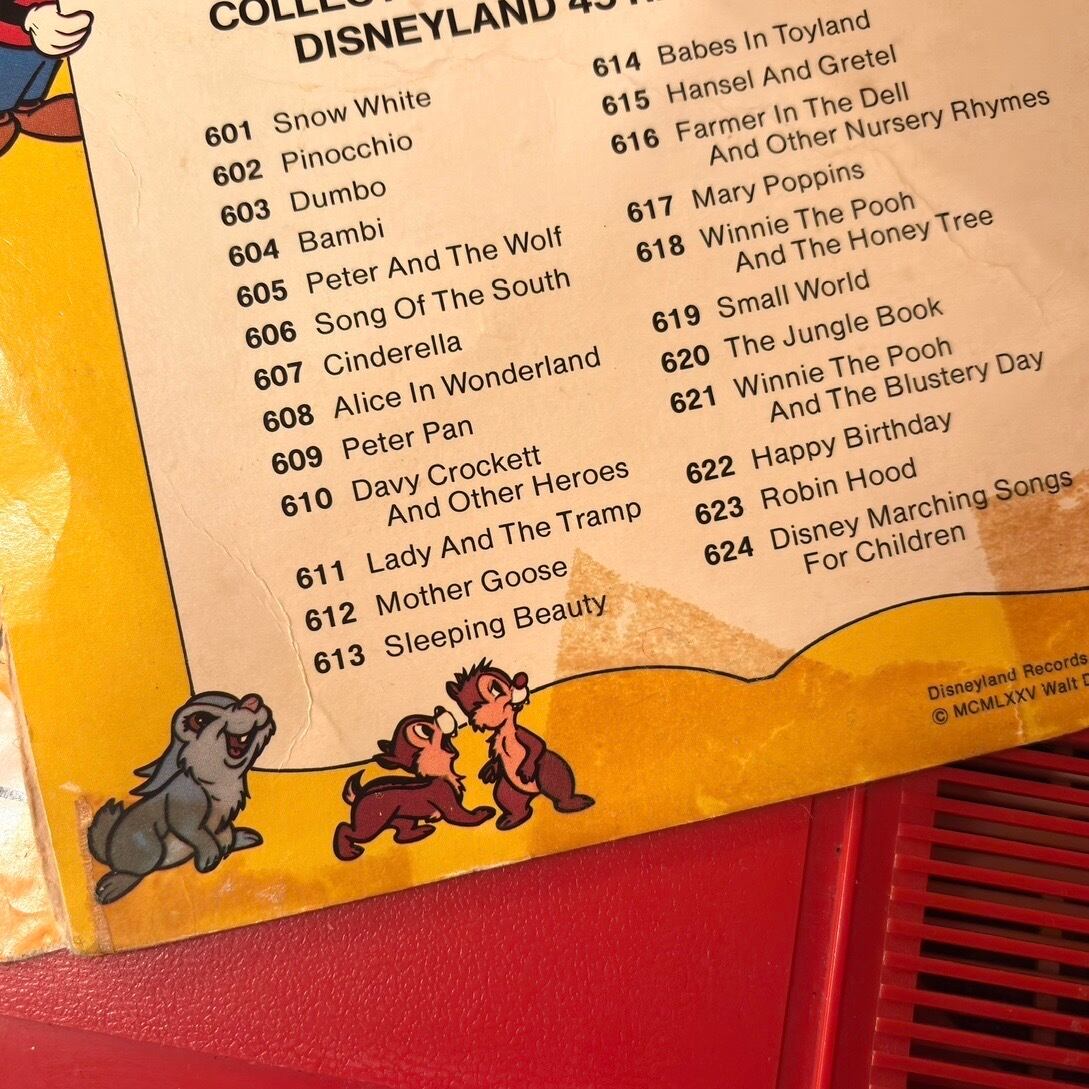 DISNEYLAND 45
601 Snow White
602 Pinocchio
603 Dumbo
604 Bambi
605 Peter And The Wolf
606 Song Of The South
607 Cinderella
608 Alice In Wonderland
609 Peter Pan
610 Davy Crockett
And Other Heroes
611 Lady And The Tramp
612 Mother Goose
613 Sleeping Beauty
614 Babes In Toyland
615 Hansel And Gretel
616 Farmer In The Dell
And Other Nursery Rhymes
617 Mary Poppins
618 Winnie The Pooh
And The Honey Tree
619 Small World
620 The Jungle Book
621 Winnie The Pooh
And The Blustery Day
622 Happy Birthday
623 Robin Hood
624 Disney Marching Songs
For Children
Disneyland Records,
© MCMLXXV Walt